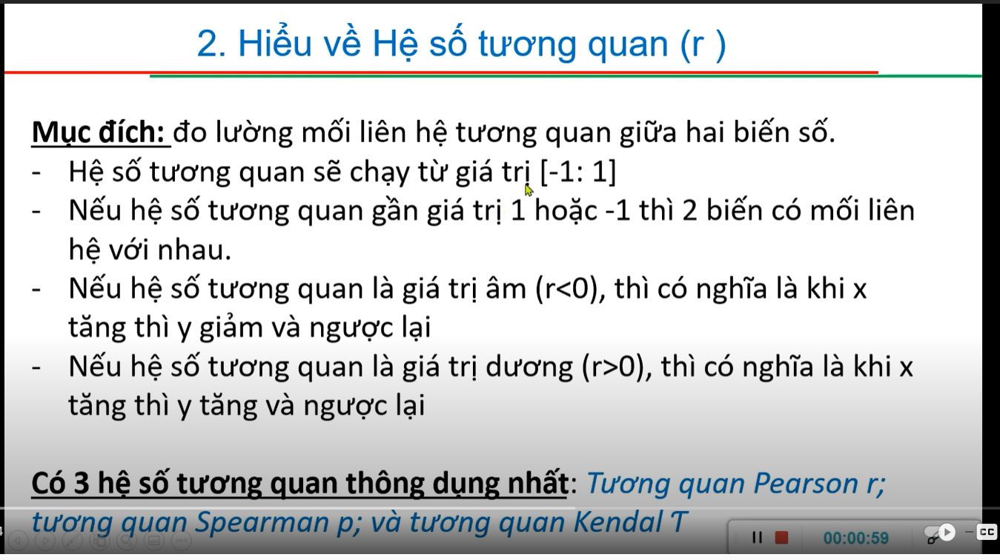 2. Hiểu về Hệ số tương quan (r )
Mục đích: đo lường mối liên hệ tương quan giữa hai biến số.
- Hệ số tương quan sẽ chạy từ giá trị [-1: 1]
- Nếu hệ số tương quan gần giá trị 1 hoặc -1 thì 2 biến có mối liên
hệ với nhau.
- Nếu hệ số tương quan là giá trị âm (r<0), thì có nghĩa là khi x
tăng thì y giảm và ngược lại
- Nếu hệ số tương quan là giá trị dương (r>0), thì có nghĩa là khi x
tăng thì y tăng và ngược lại
Có 3 hệ số tương quan thông dụng nhất: Tương quan Pearson r;
tương quan Spearman p; và tương quan Kendal Ƭ
00:00:59
CC